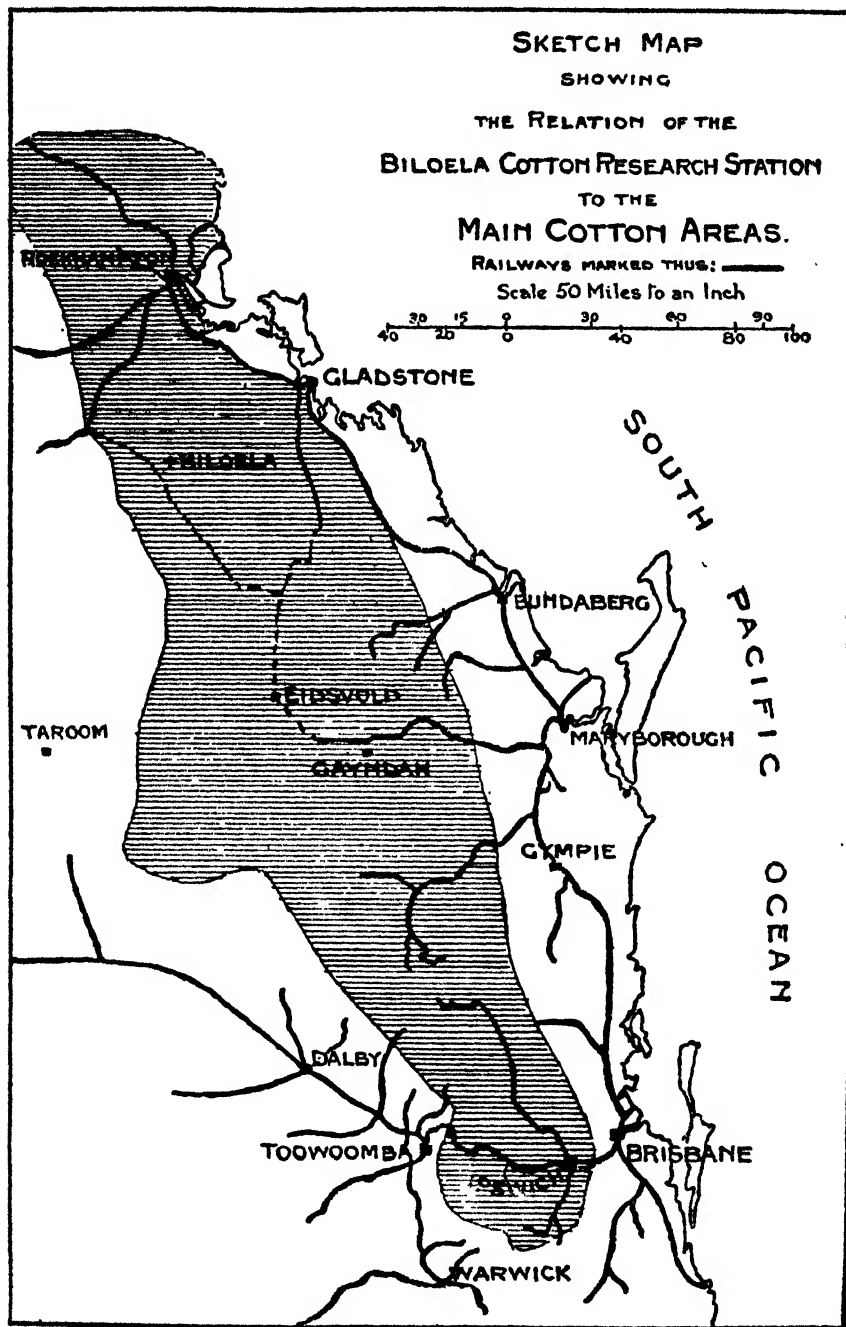 SKETCH MAP
SHOWING
THE RELATION OF THE
BILOELA COTTON RESEARCH STATION
TO THE
MAIN COTTON AREAS.
RAILWAYS MARKED THUS:
Scale 50 Miles to an Inch
40 30 20 15 0 30 40 60 80 90 100
ROCKHAMPTON
GLADSTONE
BILOELA
SOUTH PACIFIC OCEAN
BUNDABERG
EIDSVOLD
TAROOM
MARYBOROUGH
GAYNDAH
GYMPIE
DALBY
TOOWOOMBA
BRISBANE
IPSWICH
WARWICK